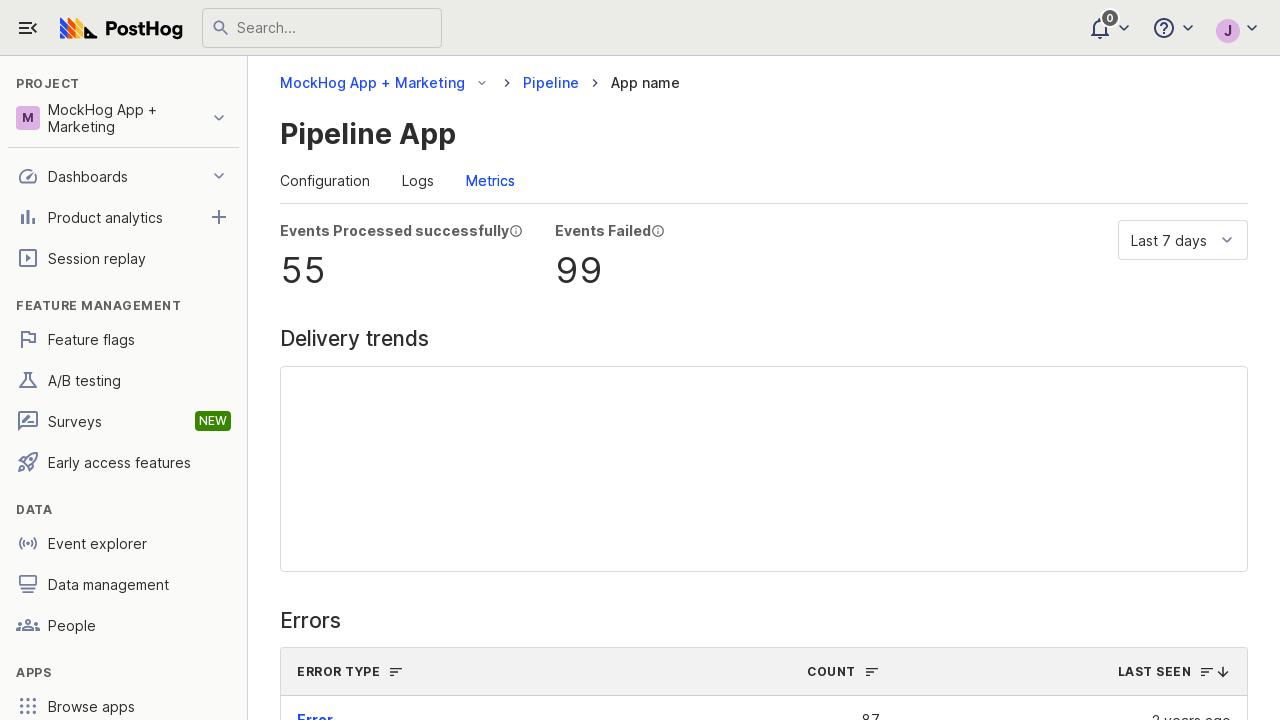 PostHog
Search...
0
J
PROJECT
M
MockHog App +
Marketing
Dashboards
Product analytics
Session replay
FEATURE MANAGEMENT
Feature flags
A/B testing
Surveys
NEW
Early access features
DATA
Event explorer
Data management
People
APPS
Browse apps
MockHog App + Marketing
Pipeline
App name
Pipeline App
Configuration
Logs
Metrics
Events Processed successfully
55
Events Failed
99
Last 7 days
Delivery trends
Errors
ERROR TYPE
COUNT
LAST SEEN
Error
87
2 years ago